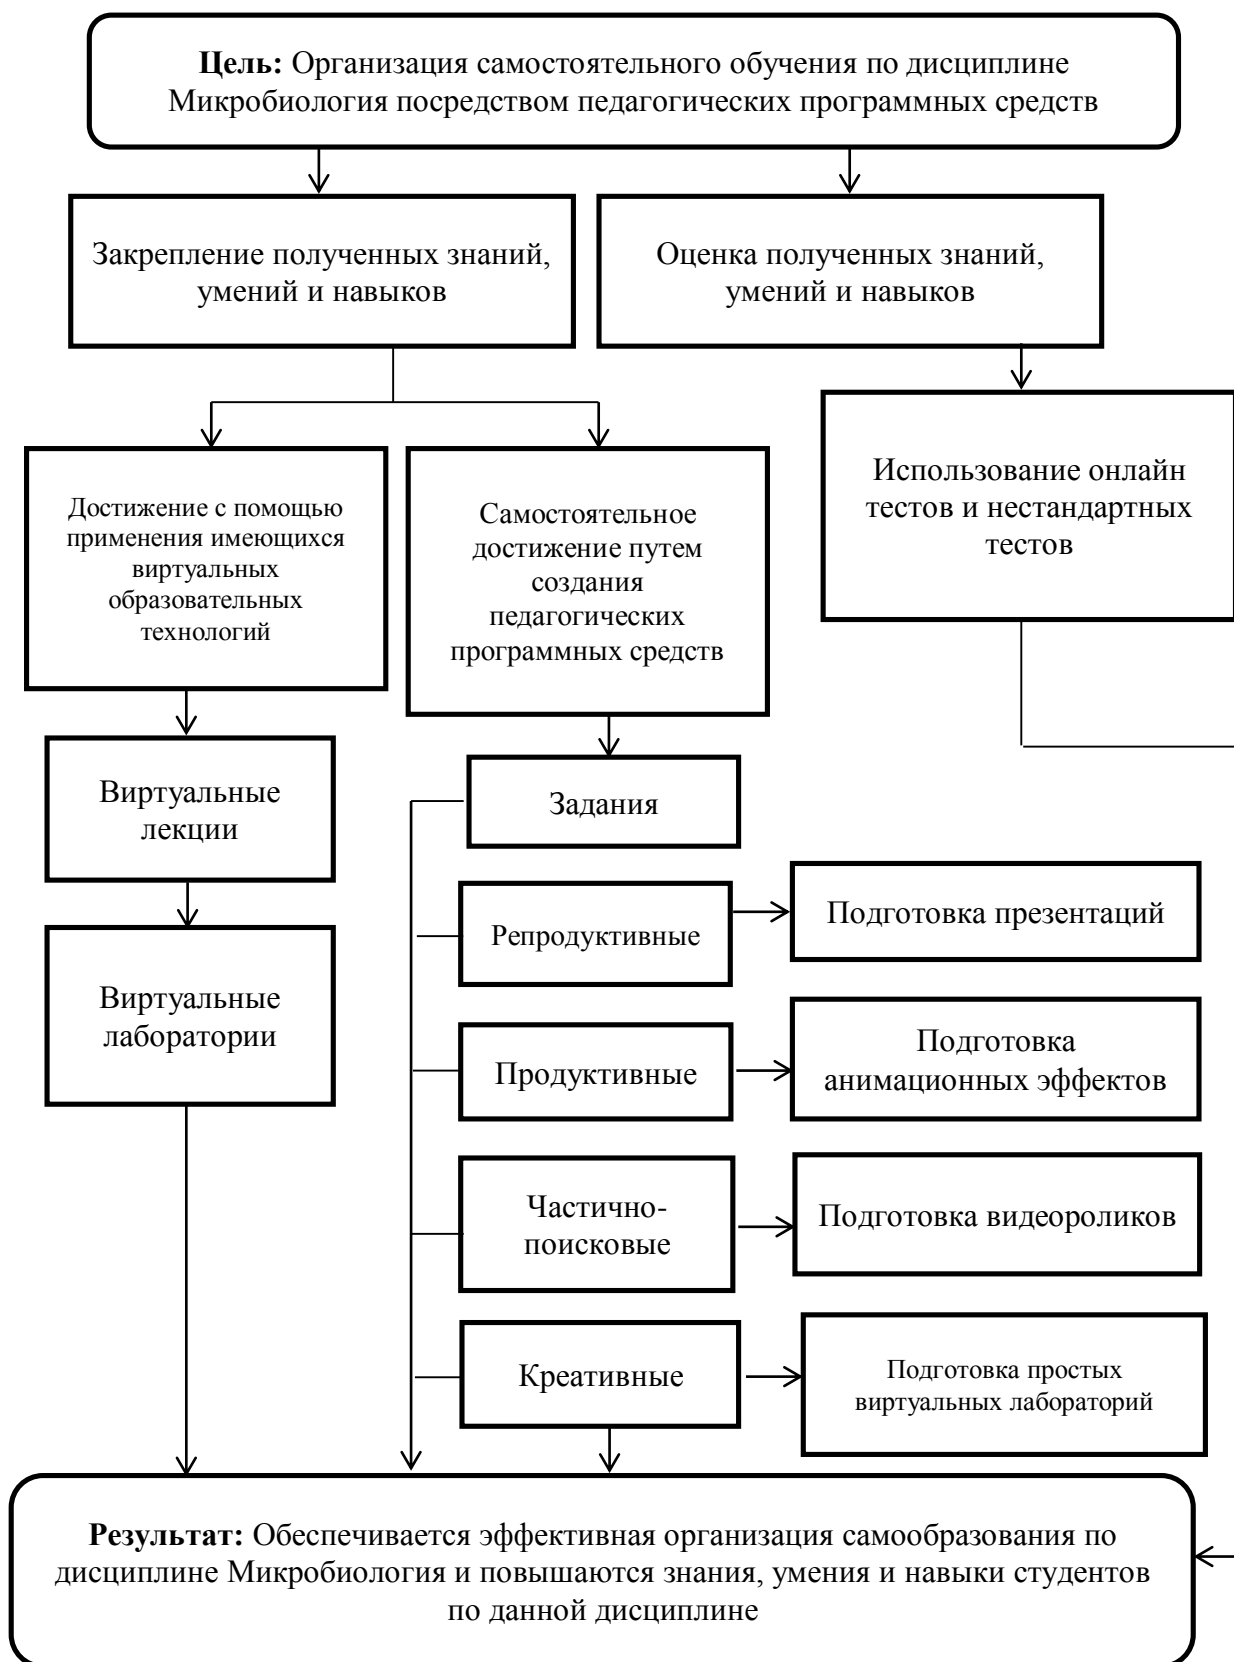 Цель: Организация самостоятельного обучения по дисциплине
Микробиология посредством педагогических программных средств
Закрепление полученных знаний,
умений и навыков
Оценка полученных знаний,
умений и навыков
Достижение с помощью
применения имеющихся
виртуальных
образовательных
технологий
Самостоятельное
достижение путем
создания
педагогических
программных средств
Использование онлайн
тестов и нестандартных
тестов
Виртуальные
лекции
Виртуальные
лаборатории
Задания
Репродуктивные
Подготовка презентаций
Продуктивные
Подготовка
анимационных эффектов
Частично-
поисковые
Подготовка видеороликов
Креативные
Подготовка простых
виртуальных лабораторий
Результат: Обеспечивается эффективная организация самообразования по
дисциплине Микробиология и повышаются знания, умения и навыки студентов
по данной дисциплине